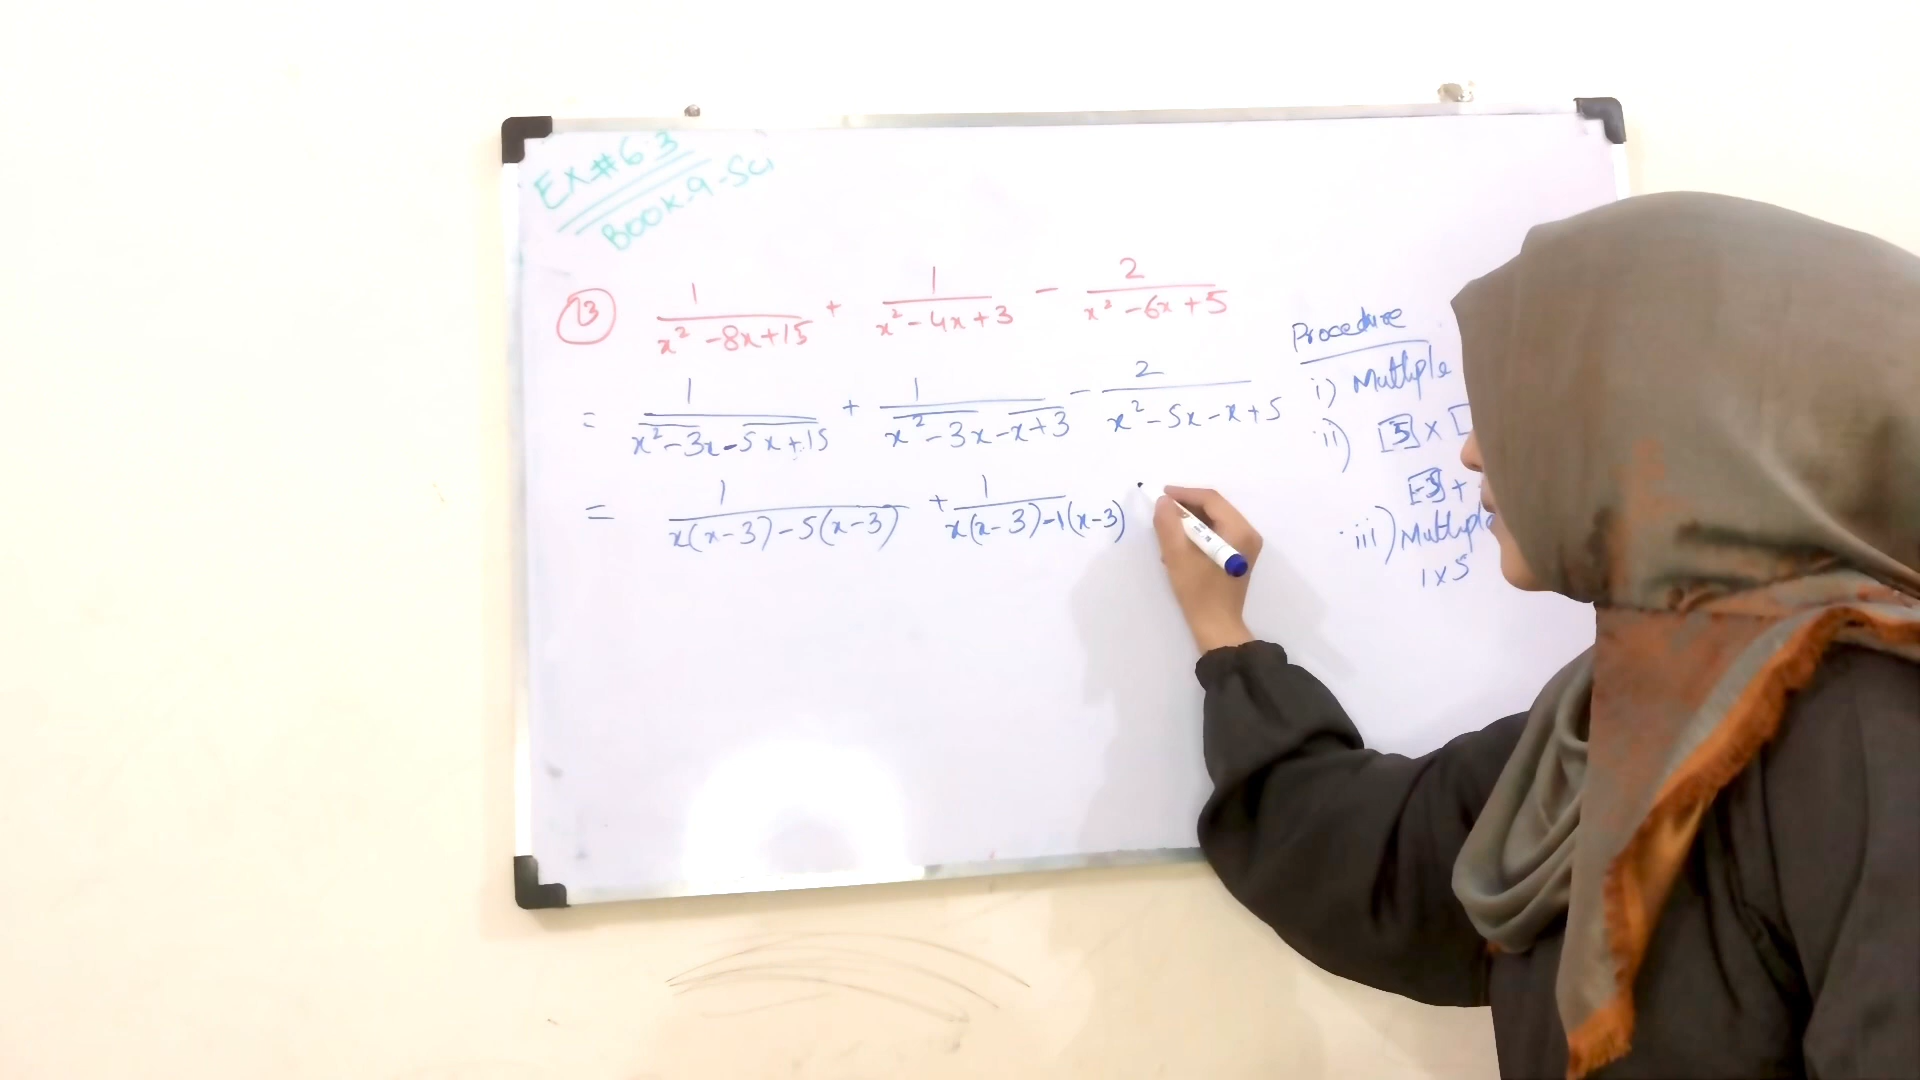 EX#6.3
BOOK-9-Sci
13 1/(x² -8x+15) + 1/(x² -4x+3) - 2/(x² -6x+5)
= 1/(x²-3x-5x+15) + 1/(x²-3x-x+3) - 2/(x²-5x-x+5)
= 1/(x(x-3)-5(x-3)) + 1/(x(x-3)-1(x-3))
Procedure
i) Multiple
ii) [5] ×
+
iii) Multiple
1×5